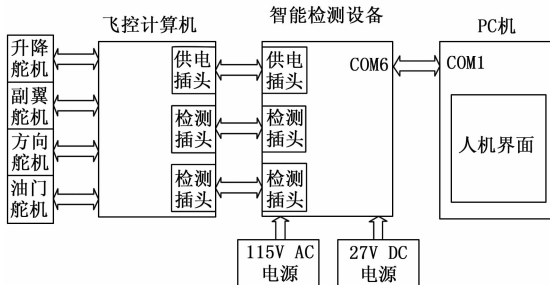 飞控计算机
智能检测设备
PC机
升降
舵机
副翼
舵机
方向
舵机
油门
舵机
供电
插头
检测
插头
检测
插头
供电
插头
检测
插头
检测
插头
COM6
COM1
人机界面
115V AC
电源
27V DC
电源